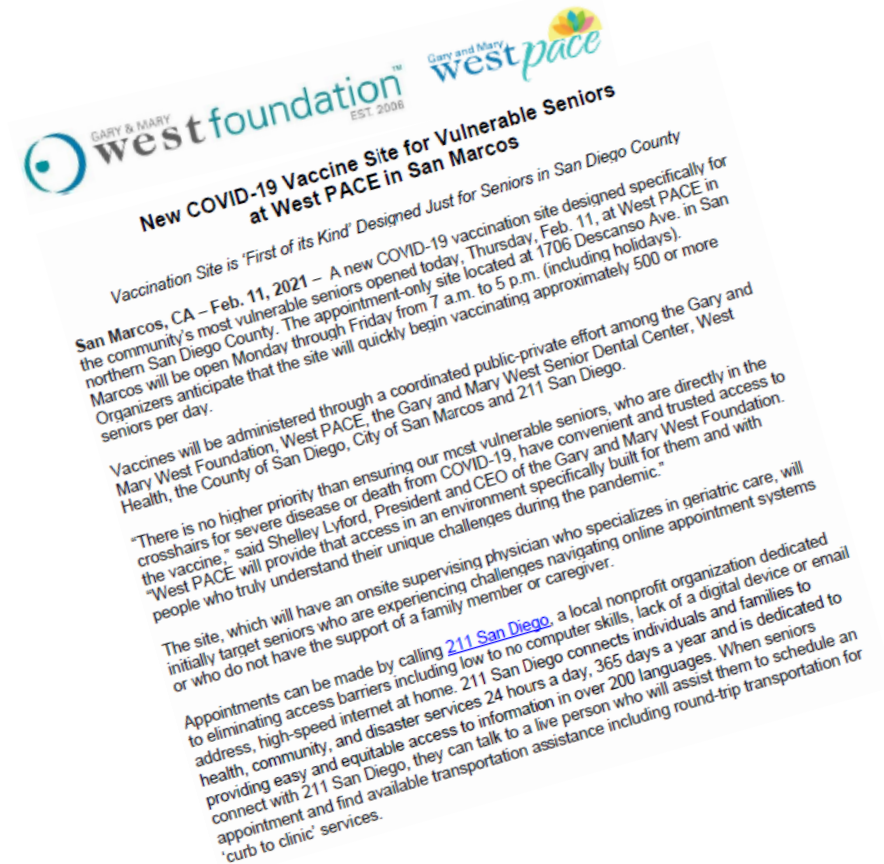 GARY & MARY
westfoundation™
EST. 2006
Gary and Mary
westpace
New COVID-19 Vaccine Site for Vulnerable Seniors
at West PACE in San Marcos
Vaccination Site is 'First of its Kind' Designed Just for Seniors in San Diego County
San Marcos, CA – Feb. 11, 2021 – A new COVID-19 vaccination site designed specifically for
the community's most vulnerable seniors opened today, Thursday, Feb. 11, at West PACE in
northern San Diego County. The appointment-only site located at 1706 Descanso Ave. in San
Marcos will be open Monday through Friday from 7 a.m. to 5 p.m. (including holidays).
Organizers anticipate that the site will quickly begin vaccinating approximately 500 or more
seniors per day.
Vaccines will be administered through a coordinated public-private effort among the Gary and
Mary West Foundation, West PACE, the Gary and Mary West Senior Dental Center, West
Health, the County of San Diego, City of San Marcos and 211 San Diego.
"There is no higher priority than ensuring our most vulnerable seniors, who are directly in the
crosshairs for severe disease or death from COVID-19, have convenient and trusted access to
the vaccine," said Shelley Lyford, President and CEO of the Gary and Mary West Foundation.
"West PACE will provide that access in an environment specifically built for them and with
people who truly understand their unique challenges during the pandemic."
The site, which will have an onsite supervising physician who specializes in geriatric care, will
initially target seniors who are experiencing challenges navigating online appointment systems
or who do not have the support of a family member or caregiver.
Appointments can be made by calling 211 San Diego, a local nonprofit organization dedicated
to eliminating access barriers including low to no computer skills, lack of a digital device or email
address, high-speed internet at home. 211 San Diego connects individuals and families to
health, community, and disaster services 24 hours a day, 365 days a year and is dedicated to
providing easy and equitable access to information in over 200 languages. When seniors
connect with 211 San Diego, they can talk to a live person who will assist them to schedule an
appointment and find available transportation assistance including round-trip transportation for
'curb to clinic' services.